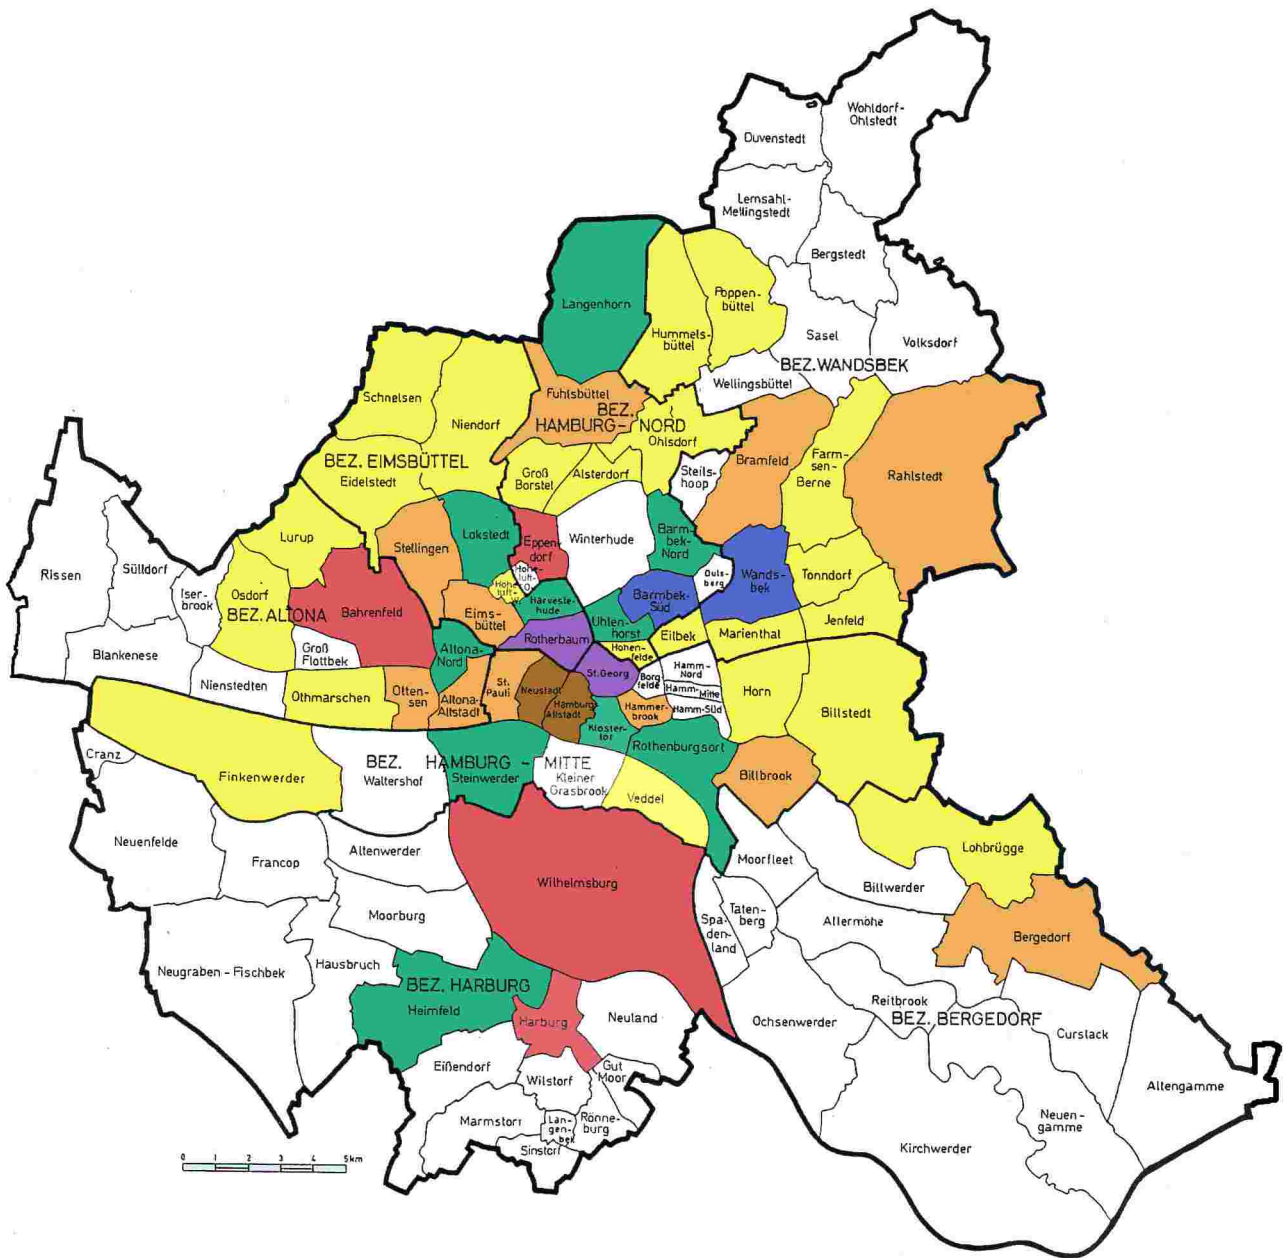 Wohldorf-
Ohlstedt
Duvenstedt
Lemsahl-
Mellingstedt
Bergstedt
Poppen-
büttel
Langenhorn
Hummels-
büttel
Sasel
Volksdorf
BEZ. WANDSBEK
Wellingsbüttel
Schnelsen
Fuhlsbüttel
BEZ.
HAMBURG- NORD
Niendorf
Ohlsdorf
BEZ. EIMSBÜTTEL
Eidelstedt
Groß
Borstel
Alsterdorf
Steils-
hoop
Bramfeld
Farm-
sen-
Berne
Rahlstedt
Lurup
Stellingen
Lokstedt
Eppen-
dorf
Winterhude
Barm-
bek-
Nord
Rissen
Sülldorf
Iser-
brook
Osdorf
BEZ. ALTONA
Bahrenfeld
Hohe-
luft-
O.
Hohe-
luft-
W.
Duls-
berg
Wands-
bek
Tonndorf
Eims-
büttel
Harveste-
hude
Barmbek-
Süd
Uhlen-
horst
Jenfeld
Blankenese
Groß
Flottbek
Altona-
Nord
Rotherbaum
Hohen-
felde
Eilbek
Marienthal
Nienstedten
Othmarschen
Otten-
sen
Altona-
Altstadt
St.
Pauli
Neustadt
Hamburg
Altstadt
St.Georg
Borg
felde
Hamm-
Nord
Hamm-Mitte
Hamm-Süd
Horn
Billstedt
Hammer-
brook
Kloster-
tor
Rothenburgsort
Cranz
Finkenwerder
BEZ. HAMBURG - MITTE
Waltershof
Steinwerder
Kleiner
Grasbrook
Veddel
Billbrook
Neuenfelde
Francop
Altenwerder
Wilhelmsburg
Moorfleet
Lohbrügge
Billwerder
Moorburg
Spa-
den-
land
Taten-
berg
Allermöhe
Bergedorf
Neugraben-Fischbek
Hausbruch
BEZ. HARBURG
Heimfeld
Harburg
Neuland
Ochsenwerder
Reitbrook
BEZ. BERGEDORF
Curslack
Eißendorf
Wilstorf
Gut
Moor
Altengamme
Marmstorf
Lan-
gen-
bek
Rönne-
burg
Sinstorf
Neuen-
gamme
Kirchwerder
0 1 2 3 4 5km